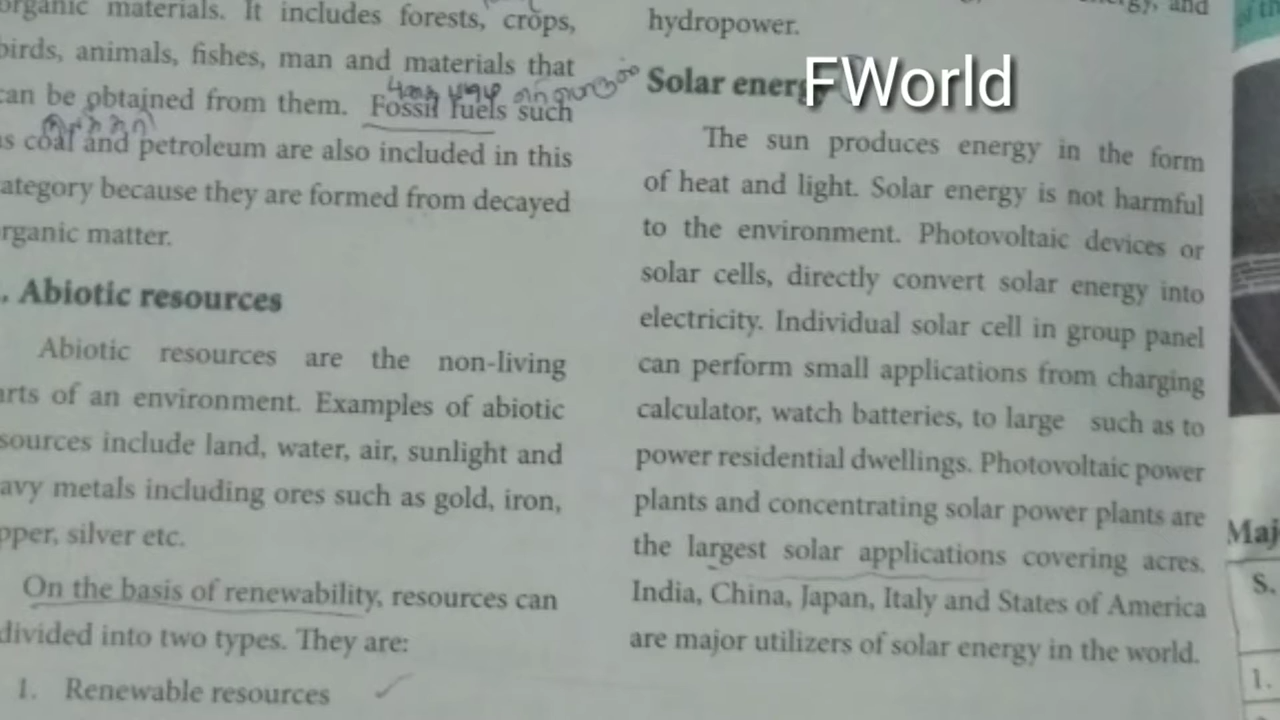 organic materials. It includes forests, crops,
birds, animals, fishes, man and materials that
can be obtained from them. Fossil fuels such
as coal and petroleum are also included in this
category because they are formed from decayed
organic matter.
. Abiotic resources
Abiotic resources are the non-living
arts of an environment. Examples of abiotic
sources include land, water, air, sunlight and
avy metals including ores such as gold, iron,
pper, silver etc.
On the basis of renewability, resources can
divided into two types. They are:
1. Renewable resources
hydropower.
Solar energy
FWorld
The sun produces energy in the form
of heat and light. Solar energy is not harmful
to the environment. Photovoltaic devices or
solar cells, directly convert solar energy into
electricity. Individual solar cell in group panel
can perform small applications from charging
calculator, watch batteries, to large such as to
power residential dwellings. Photovoltaic power
plants and concentrating solar power plants are
the largest solar applications covering acres.
India, China, Japan, Italy and States of America
are major utilizers of solar energy in the world.
Maj
S.
1.